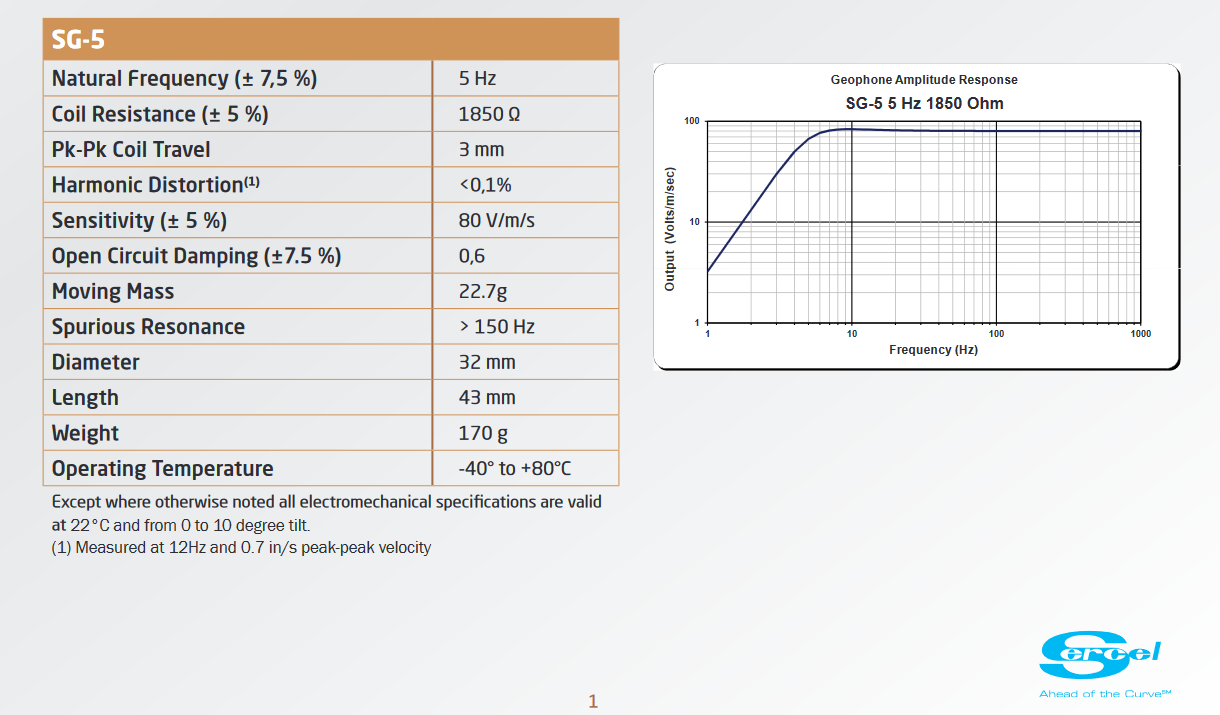 SG-5
Natural Frequency (± 7,5 %) 5 Hz
Coil Resistance (± 5 %) 1850 Ω
Pk-Pk Coil Travel 3 mm
Harmonic Distortion(1) <0,1%
Sensitivity (± 5 %) 80 V/m/s
Open Circuit Damping (±7.5 %) 0,6
Moving Mass 22.7g
Spurious Resonance > 150 Hz
Diameter 32 mm
Length 43 mm
Weight 170 g
Operating Temperature -40° to +80°C
Except where otherwise noted all electromechanical specifications are valid
at 22°C and from 0 to 10 degree tilt.
(1) Measured at 12Hz and 0.7 in/s peak-peak velocity
Geophone Amplitude Response
SG-5 5 Hz 1850 Ohm
Output (Volts/m/sec)
100
10
1
1 10 100 1000
Frequency (Hz)
Sercel
Ahead of the Curve℠
1